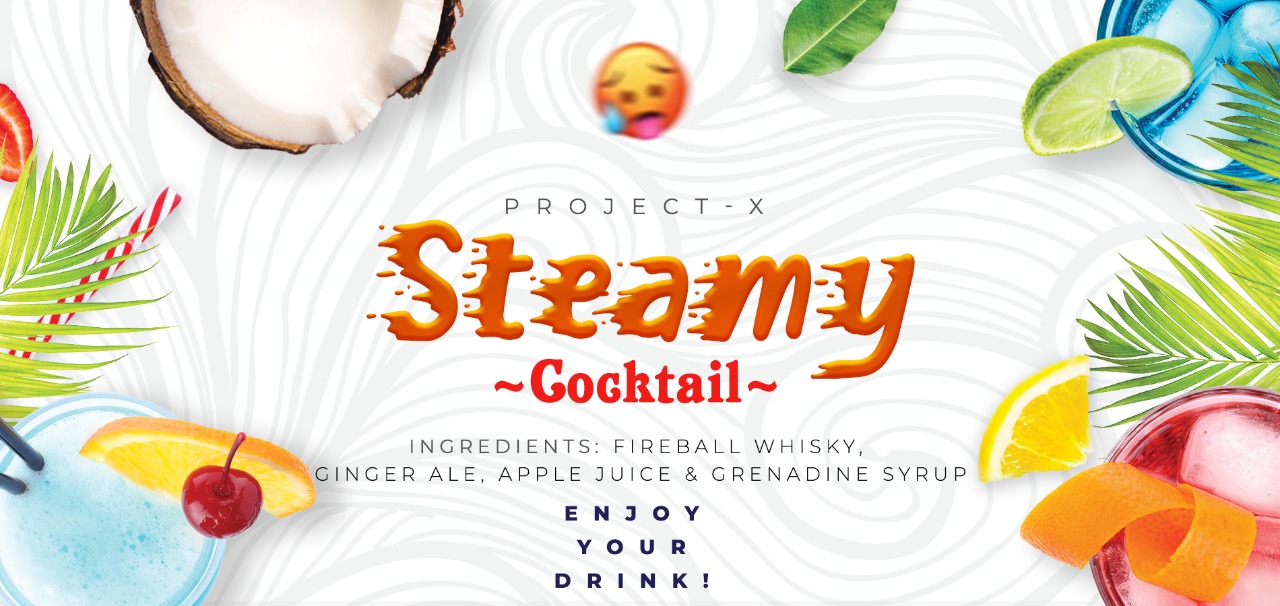 PROJECT-X
Steamy
~Cocktail~
INGREDIENTS: FIREBALL WHISKY,
GINGER ALE, APPLE JUICE & GRENADINE SYRUP
ENJOY
YOUR
DRINK!